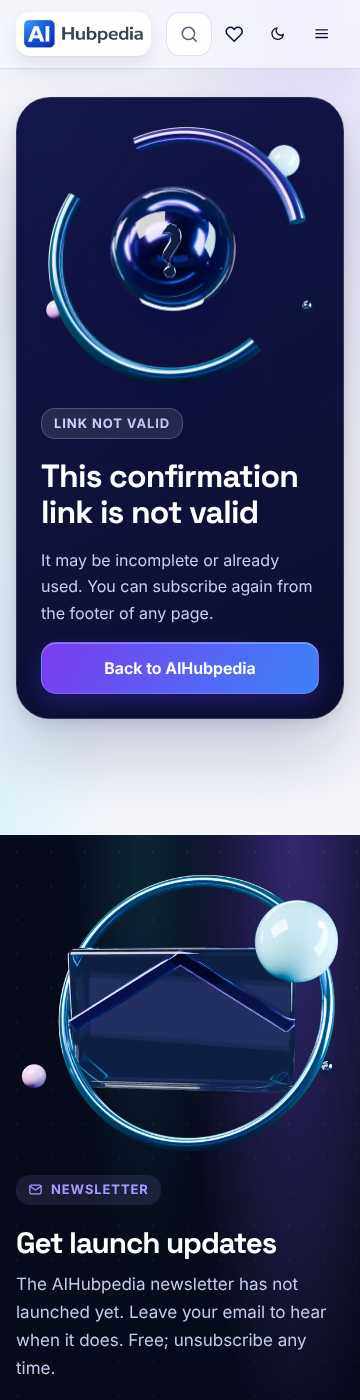 AI Hubpedia
LINK NOT VALID
This confirmation
link is not valid
It may be incomplete or already
used. You can subscribe again from
the footer of any page.
Back to AIHubpedia
NEWSLETTER
Get launch updates
The AIHubpedia newsletter has not
launched yet. Leave your email to hear
when it does. Free; unsubscribe any
time.